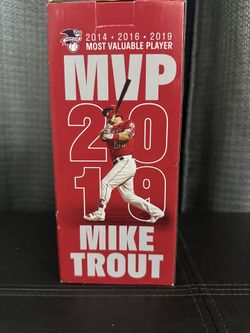 2014 • 2016 • 2019
MOST VALUABLE PLAYER
MVP
20
19
MIKE
TROUT